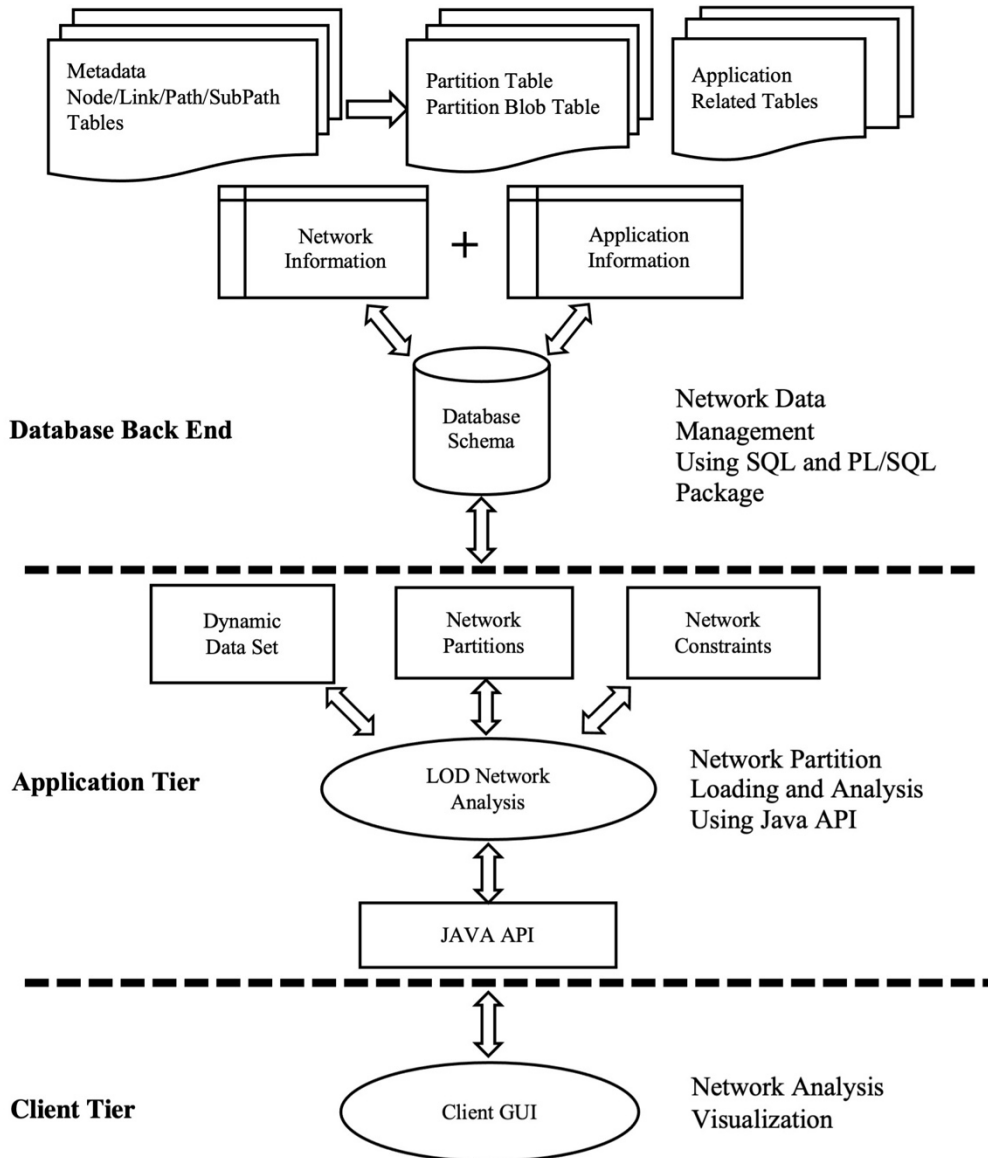 Metadata
Node/Link/Path/SubPath
Tables
Partition Table
Partition Blob Table
Application
Related Tables
Network
Information
+
Application
Information
Database
Schema
Database Back End
Network Data
Management
Using SQL and PL/SQL
Package
Dynamic
Data Set
Network
Partitions
Network
Constraints
Application Tier
LOD Network
Analysis
Network Partition
Loading and Analysis
Using Java API
JAVA API
Client Tier
Client GUI
Network Analysis
Visualization